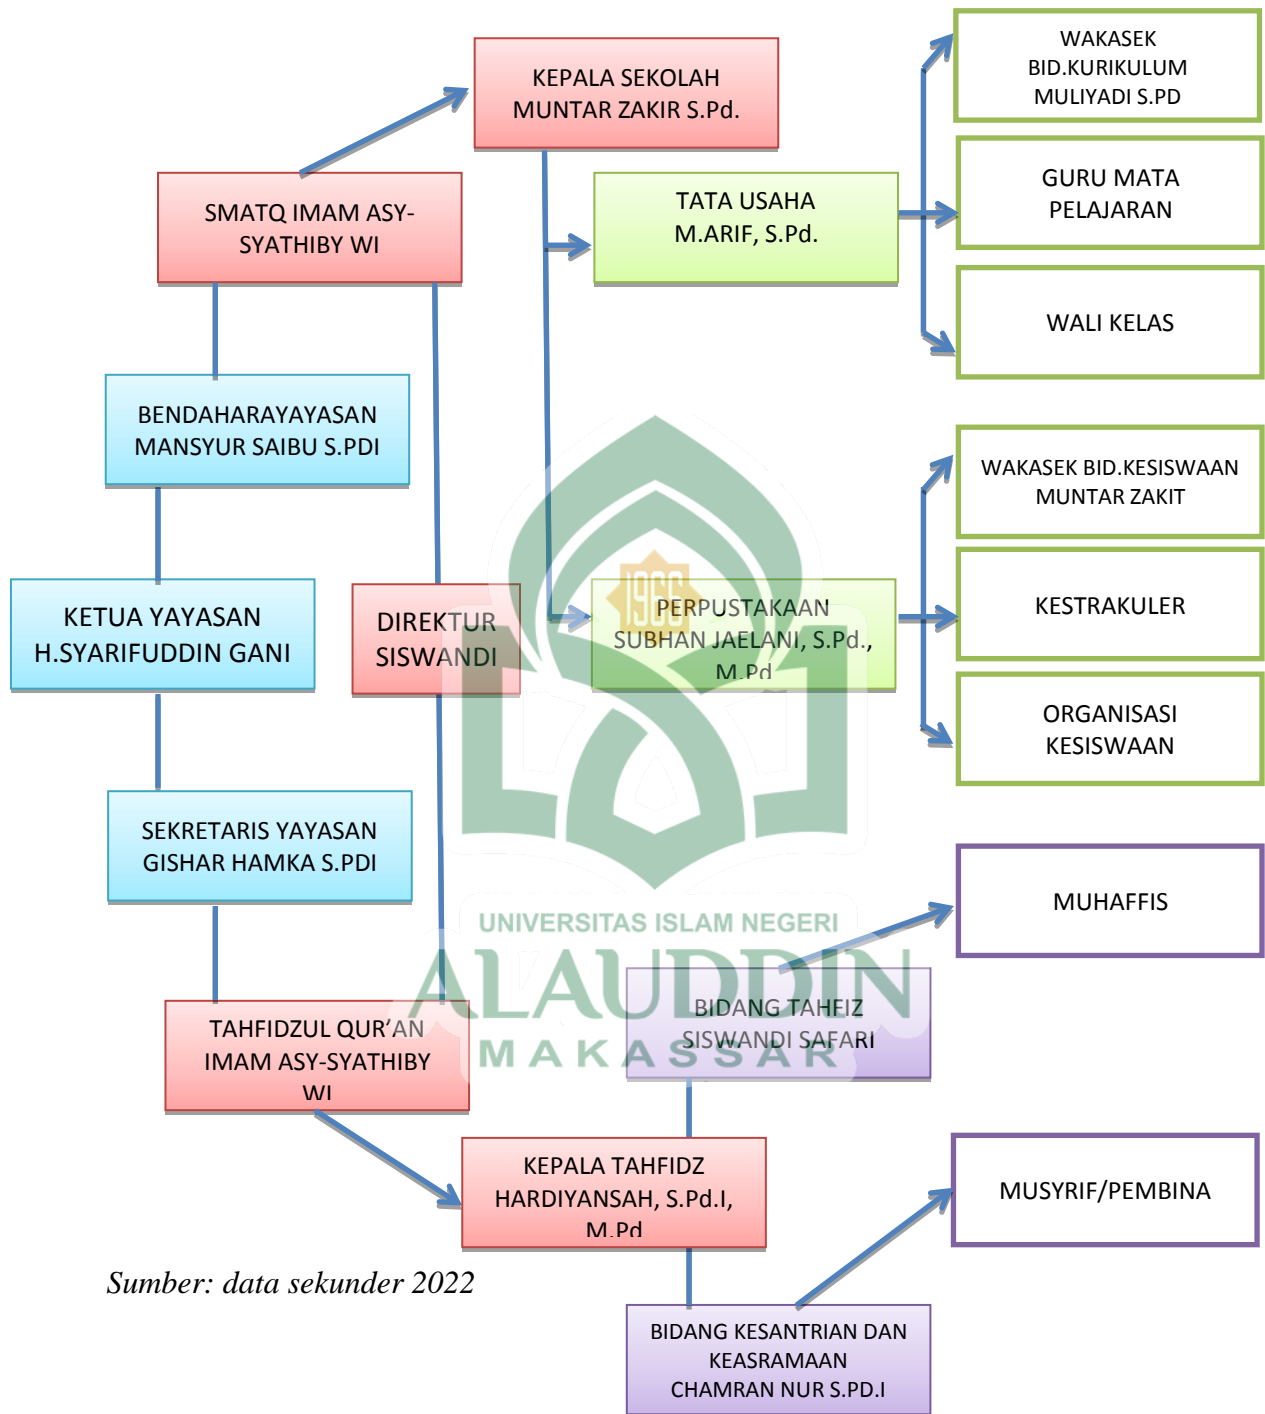 WAKASEK
BID.KURIKULUM
MULIYADI S.PD
KEPALA SEKOLAH
MUNTAR ZAKIR S.Pd.
GURU MATA
PELAJARAN
TATA USAHA
M.ARIF, S.Pd.
SMATQ IMAM ASY-
SYATHIBY WI
WALI KELAS
BENDAHARAYAYASAN
MANSYUR SAIBU S.PDI
WAKASEK BID.KESISWAAN
MUNTAR ZAKIT
1966
KETUA YAYASAN
H.SYARIFUDDIN GANI
DIREKTUR
SISWANDI
PERPUSTAKAAN
SUBHAN JAELANI, S.Pd.,
M.Pd
KESTRAKULER
ORGANISASI
KESISWAAN
SEKRETARIS YAYASAN
GISHAR HAMKA S.PDI
MUHAFFIS
UNIVERSITAS ISLAM NEGERI
ALAUDDIN
MAKASSAR
TAHFIDZUL QUR’AN
IMAM ASY-SYATHIBY
WI
BIDANG TAHFIZ
SISWANDI SAFARI
KEPALA TAHFIDZ
HARDIYANSAH, S.Pd.I,
M.Pd
MUSYRIF/PEMBINA
Sumber: data sekunder 2022
BIDANG KESANTRIAN DAN
KEASRAMAAN
CHAMRAN NUR S.PD.I